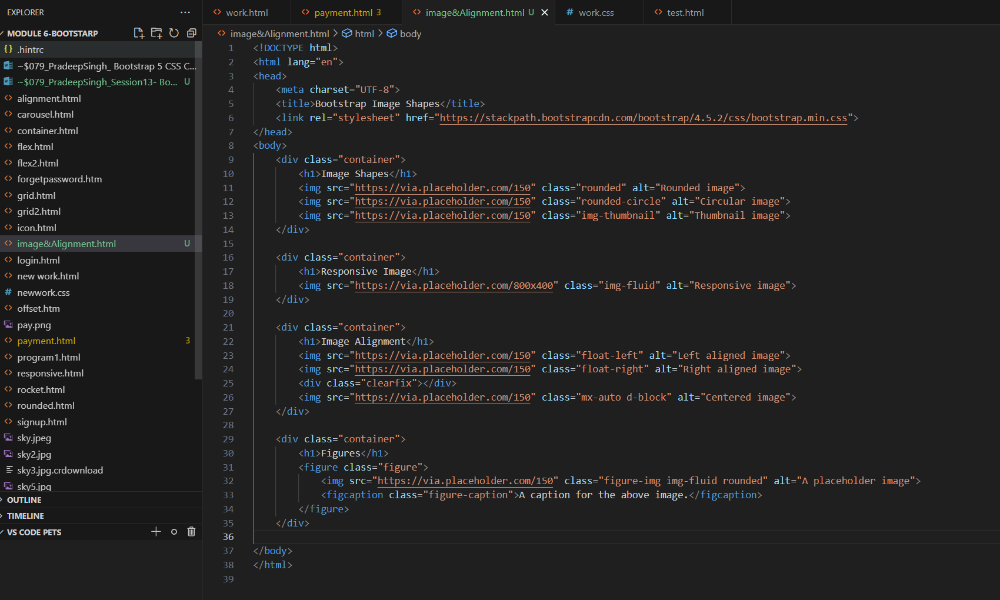 EXPLORER
MODULE 6-BOOTSTARP
{} .hintrc
~$079_PradeepSingh_ Bootstrap 5 CSS C...
~$079_PradeepSingh_Session13- Bo... U
alignment.html
carousel.html
container.html
flex.html
flex2.html
forgetpassword.htm
grid.html
grid2.html
icon.html
image&Alignment.html U
login.html
new work.html
# newwork.css
offset.htm
pay.png
payment.html 3
program1.html
responsive.html
rocket.html
rounded.html
signup.html
sky.jpeg
sky2.jpg
sky3.jpg.crdownload
sky5.jpg
OUTLINE
TIMELINE
VS CODE PETS
work.html
payment.html 3
image&Alignment.html U
# work.css
test.html
image&Alignment.html > html > body
1 <!DOCTYPE html>
2 <html lang="en">
3 <head>
4 <meta charset="UTF-8">
5 <title>Bootstrap Image Shapes</title>
6 <link rel="stylesheet" href="https://stackpath.bootstrapcdn.com/bootstrap/4.5.2/css/bootstrap.min.css">
7 </head>
8 <body>
9 <div class="container">
10 <h1>Image Shapes</h1>
11 <img src="https://via.placeholder.com/150" class="rounded" alt="Rounded image">
12 <img src="https://via.placeholder.com/150" class="rounded-circle" alt="Circular image">
13 <img src="https://via.placeholder.com/150" class="img-thumbnail" alt="Thumbnail image">
14 </div>
15
16 <div class="container">
17 <h1>Responsive Image</h1>
18 <img src="https://via.placeholder.com/800x400" class="img-fluid" alt="Responsive image">
19 </div>
20
21 <div class="container">
22 <h1>Image Alignment</h1>
23 <img src="https://via.placeholder.com/150" class="float-left" alt="Left aligned image">
24 <img src="https://via.placeholder.com/150" class="float-right" alt="Right aligned image">
25 <div class="clearfix"></div>
26 <img src="https://via.placeholder.com/150" class="mx-auto d-block" alt="Centered image">
27 </div>
28
29 <div class="container">
30 <h1>Figures</h1>
31 <figure class="figure">
32 <img src="https://via.placeholder.com/150" class="figure-img img-fluid rounded" alt="A placeholder image">
33 <figcaption class="figure-caption">A caption for the above image.</figcaption>
34 </figure>
35 </div>
36
37 </body>
38 </html>
39